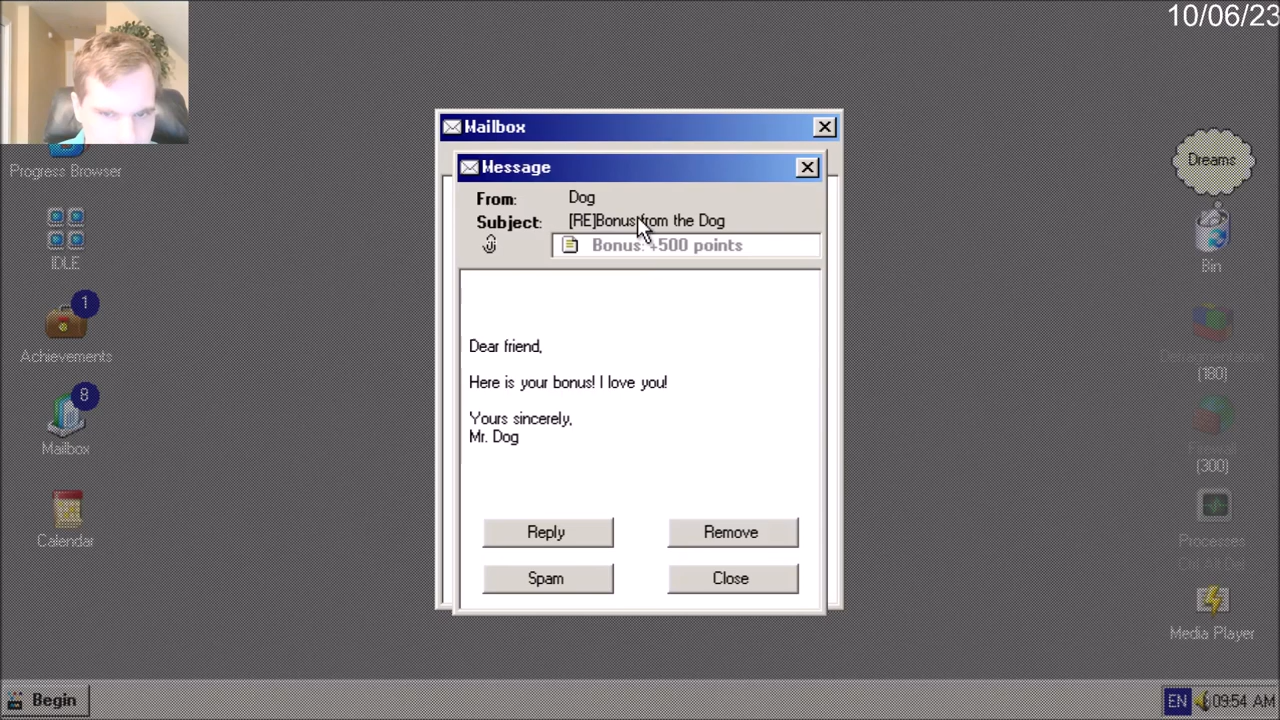 10/06/23
Mailbox
Message
From: Dog
Subject: [RE]Bonus from the Dog
Bonus: +500 points
Dear friend,
Here is your bonus! I love you!
Yours sincerely,
Mr. Dog
Reply
Remove
Spam
Close
IDLE
1
Achievements
8
Mailbox
Calendar
Dreams
Bin
(180)
(300)
Processes
Media Player
Begin
EN
09:54 AM